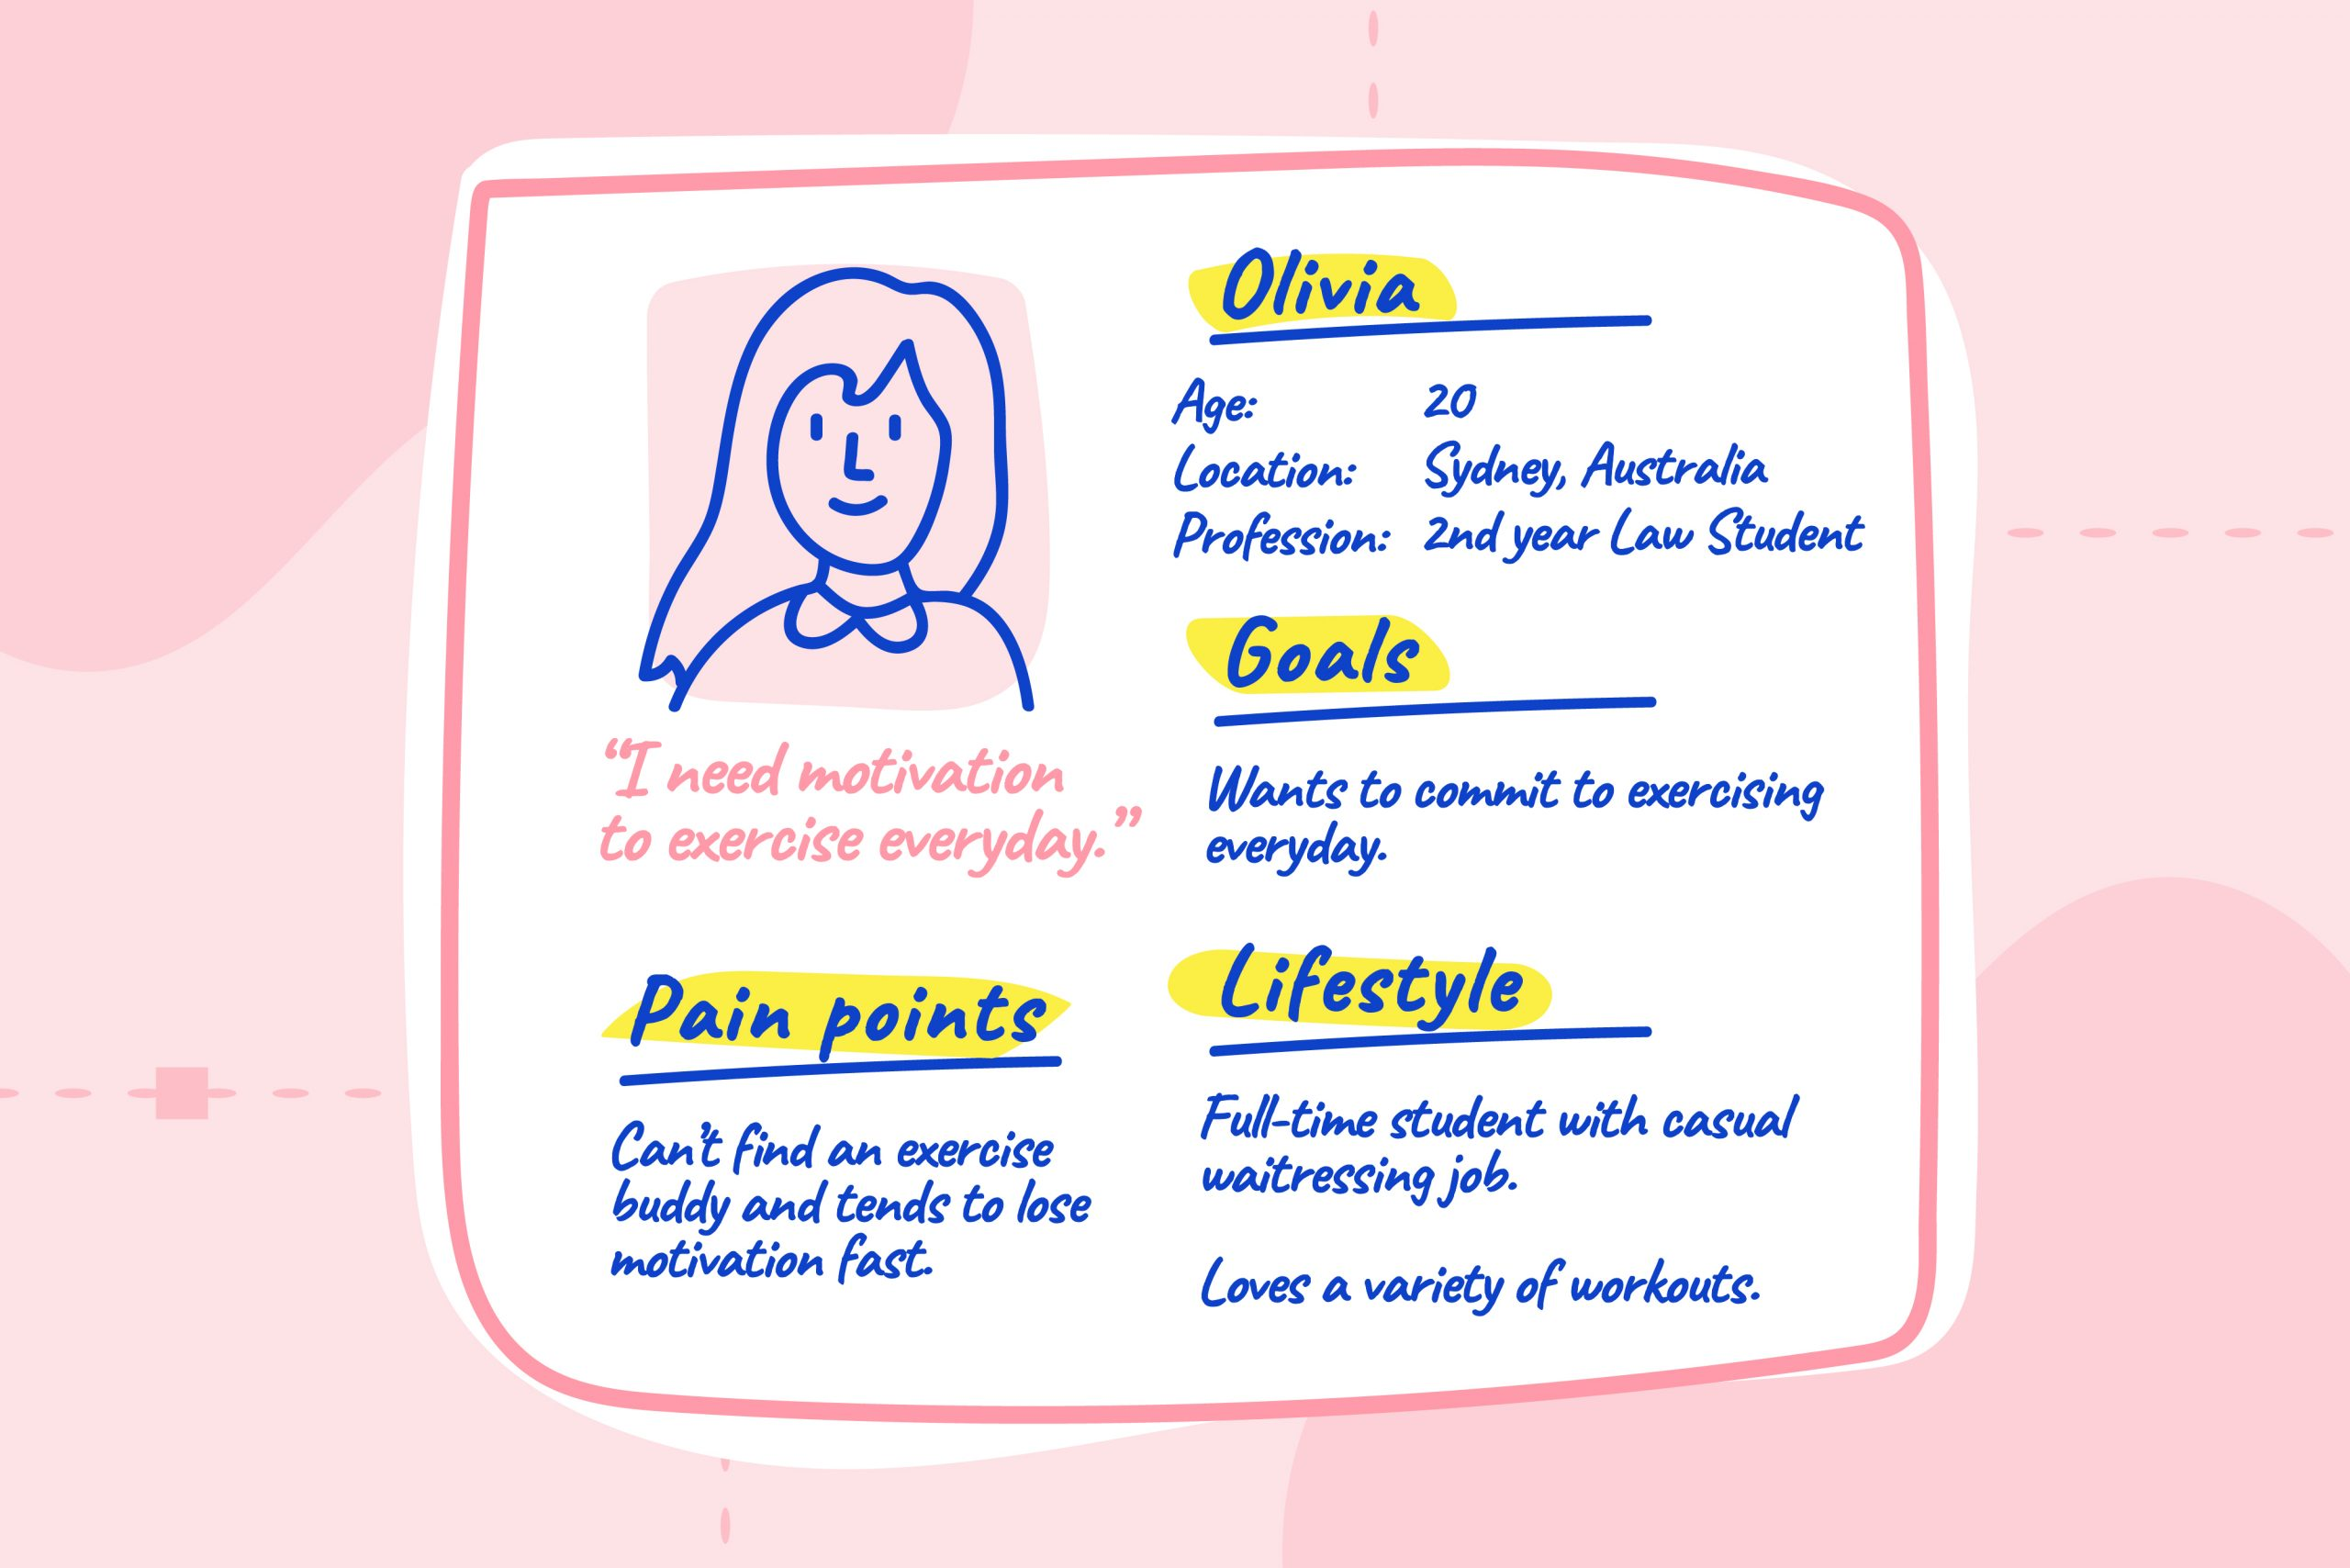 Olivia
Age: 20
Location: Sydney, Australia
Profession: 2nd year Law Student
“I need motivation
to exercise everyday.”
Goals
Wants to commit to exercising
everyday.
Pain points
Can't find an exercise
buddy and tends to lose
motivation fast.
Lifestyle
Full-time student with casual
waitressing job.
Loves a variety of workouts.